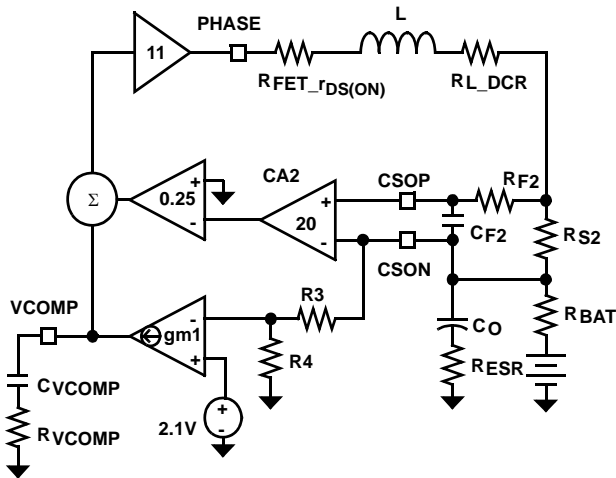 PHASE
L
11
RFET_rDS(ON)
RL_DCR
CA2
CSOP
RF2
Σ
+
0.25
-
+
20
-
CF2
RS2
CSON
VCOMP
R3
-
gm1
+
R4
CO
RBAT
RESR
CVCOMP
RVCOMP
2.1V
+
-